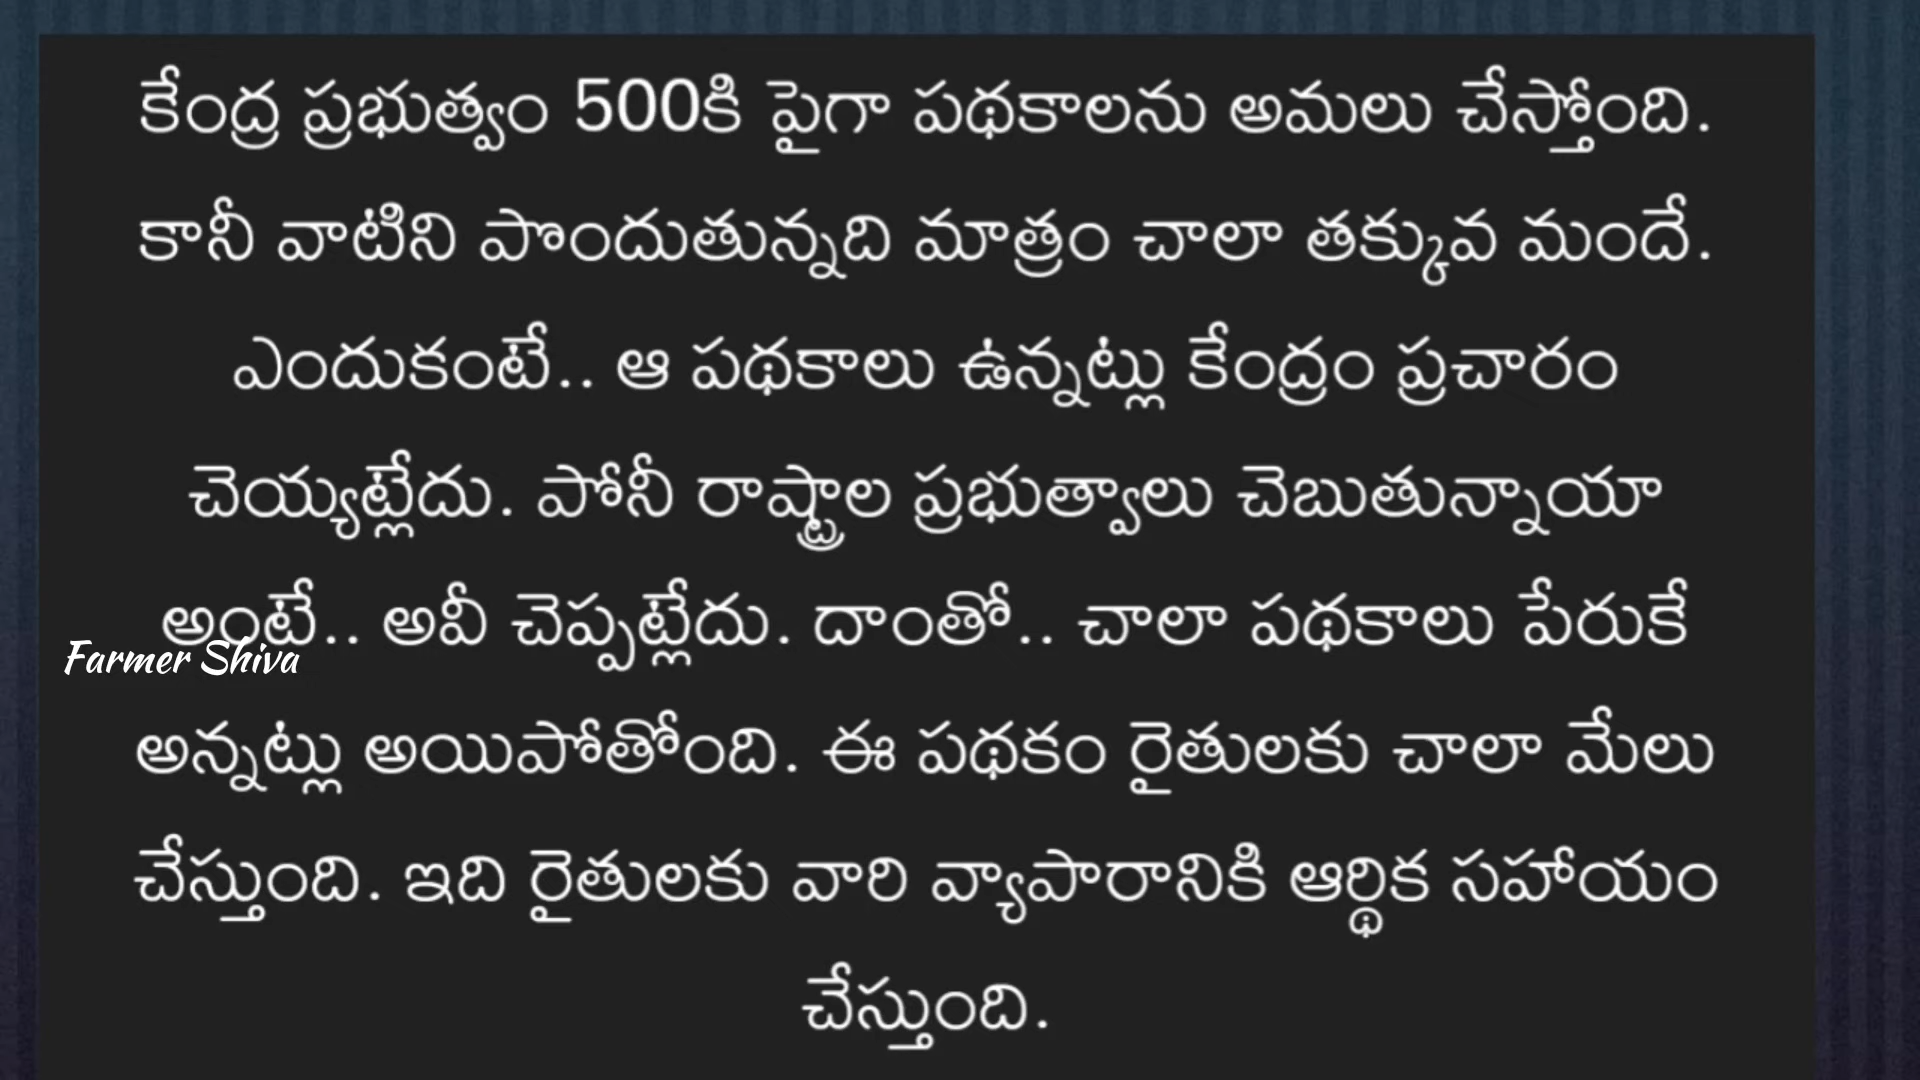 కేంద్ర ప్రభుత్వం 500కి పైగా పథకాలను అమలు చేస్తోంది.
కానీ వాటిని పొందుతున్నది మాత్రం చాలా తక్కువ మందే.
ఎందుకంటే.. ఆ పథకాలు ఉన్నట్లు కేంద్రం ప్రచారం
చెయ్యట్లేదు. పోనీ రాష్ట్రాల ప్రభుత్వాలు చెబుతున్నాయా
అంటే.. అవీ చెప్పట్లేదు. దాంతో.. చాలా పథకాలు పేరుకే
Farmer Shiva
అన్నట్లు అయిపోతోంది. ఈ పథకం రైతులకు చాలా మేలు
చేస్తుంది. ఇది రైతులకు వారి వ్యాపారానికి ఆర్థిక సహాయం
చేస్తుంది.